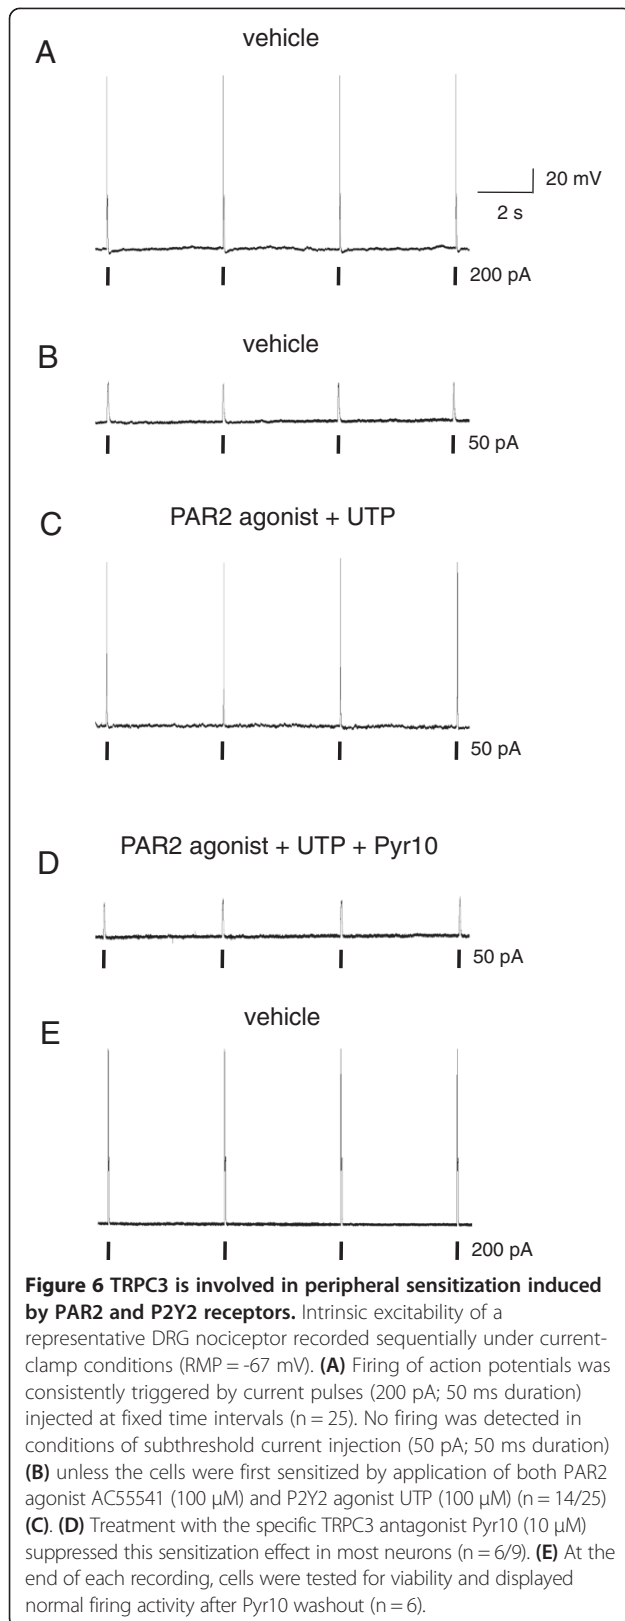 A
vehicle
20 mV
2 s
200 pA
B
vehicle
50 pA
C
PAR2 agonist + UTP
50 pA
D
PAR2 agonist + UTP + Pyr10
50 pA
E
vehicle
200 pA
Figure 6 TRPC3 is involved in peripheral sensitization induced
by PAR2 and P2Y2 receptors. Intrinsic excitability of a
representative DRG nociceptor recorded sequentially under current-
clamp conditions (RMP = -67 mV). (A) Firing of action potentials was
consistently triggered by current pulses (200 pA; 50 ms duration)
injected at fixed time intervals (n = 25). No firing was detected in
conditions of subthreshold current injection (50 pA; 50 ms duration)
(B) unless the cells were first sensitized by application of both PAR2
agonist AC55541 (100 μM) and P2Y2 agonist UTP (100 μM) (n = 14/25)
(C). (D) Treatment with the specific TRPC3 antagonist Pyr10 (10 μM)
suppressed this sensitization effect in most neurons (n = 6/9). (E) At the
end of each recording, cells were tested for viability and displayed
normal firing activity after Pyr10 washout (n = 6).